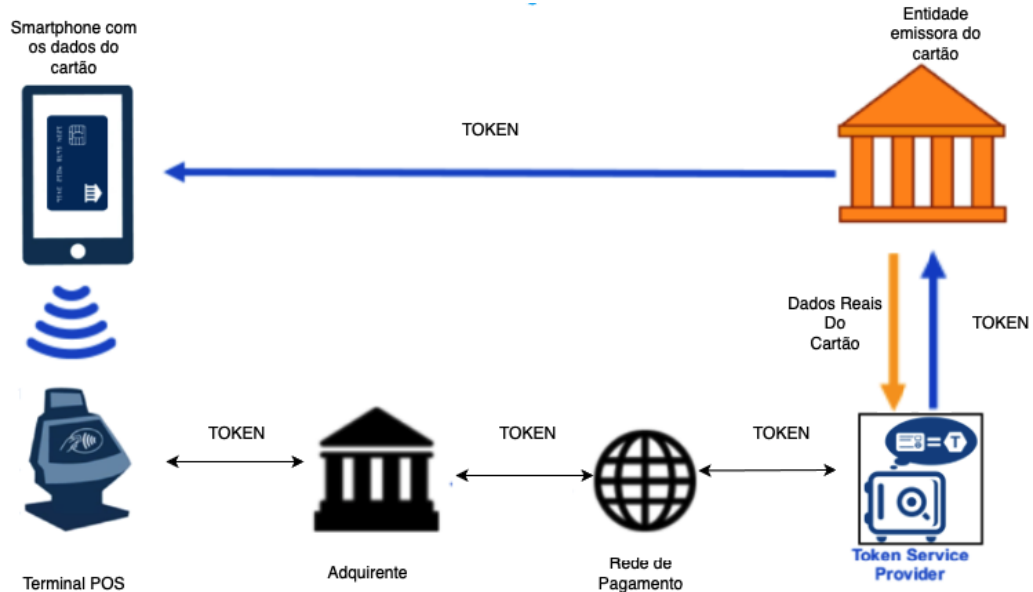 Smartphone com
os dados do
cartão
Entidade
emissora do
cartão
TOKEN
Dados Reais
Do
Cartão
TOKEN
TOKEN
TOKEN
TOKEN
T
Token Service
Provider
Terminal POS
Adquirente
Rede de
Pagamento